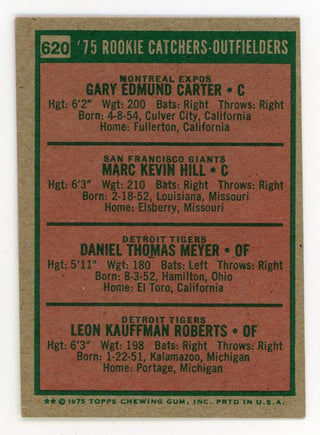 620 '75 ROOKIE CATCHERS-OUTFIELDERS
MONTREAL EXPOS
GARY EDMUND CARTER • C
Hgt: 6'2" Wgt: 200 Bats: Right Throws: Right
Born: 4-8-54, Culver City, California
Home: Fullerton, California
SAN FRANCISCO GIANTS
MARC KEVIN HILL • C
Hgt: 6'3" Wgt: 210 Bats: Right Throws: Right
Born: 2-18-52, Louisiana, Missouri
Home: Elsberry, Missouri
DETROIT TIGERS
DANIEL THOMAS MEYER • OF
Hgt: 5'11" Wgt: 180 Bats: Left Throws: Right
Born: 8-3-52, Hamilton, Ohio
Home: El Toro, California
DETROIT TIGERS
LEON KAUFFMAN ROBERTS • OF
Hgt: 6'3" Wgt: 198 Bats: Right Throws: Right
Born: 1-22-51, Kalamazoo, Michigan
Home: Portage, Michigan
★★ © 1975 TOPPS CHEWING GUM, INC. PRTD IN U.S.A.